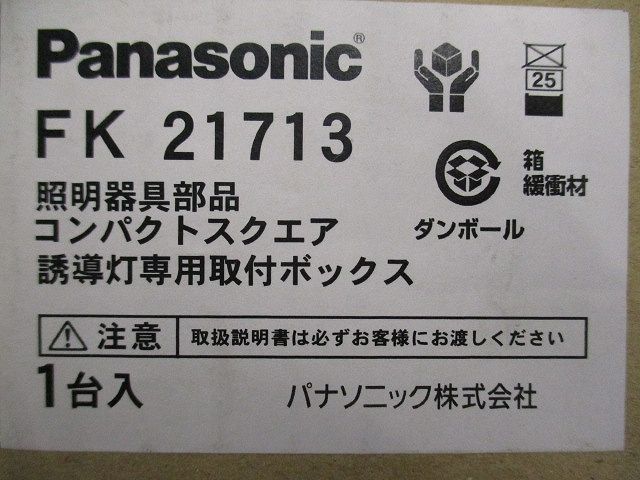 Panasonic®
FK 21713
25
照明器具部品
コンパクトスクエア
誘導灯専用取付ボックス
箱
緩衝材
ダンボール
注意 取扱説明書は必ずお客様にお渡しください
1台入
パナソニック株式会社